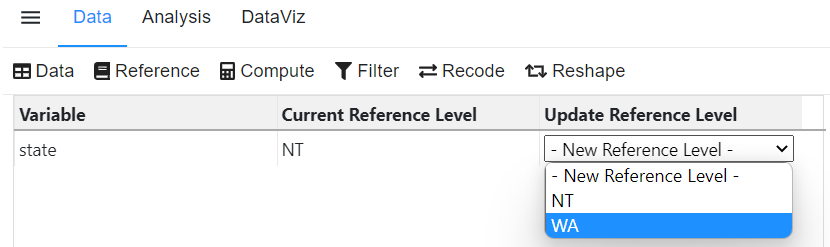 Data Analysis DataViz
Data Reference Compute Filter Recode Reshape
Variable Current Reference Level Update Reference Level
state NT - New Reference Level -
- New Reference Level -
NT
WA